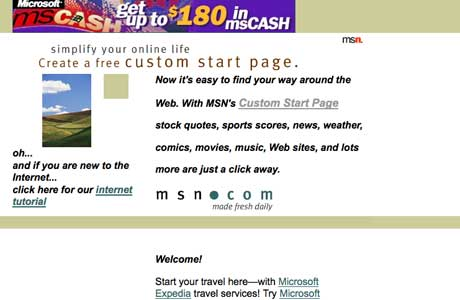 Microsoft
msCASH get up to $180 in msCASH
msn.
simplify your online life
Create a free custom start page.
Now it's easy to find your way around the
Web. With MSN's Custom Start Page
stock quotes, sports scores, news, weather,
comics, movies, music, Web sites, and lots
more are just a click away.
oh...
and if you are new to the
Internet...
click here for our internet
tutorial
msn.com
made fresh daily
Welcome!
Start your travel here—with Microsoft
Expedia travel services! Try Microsoft